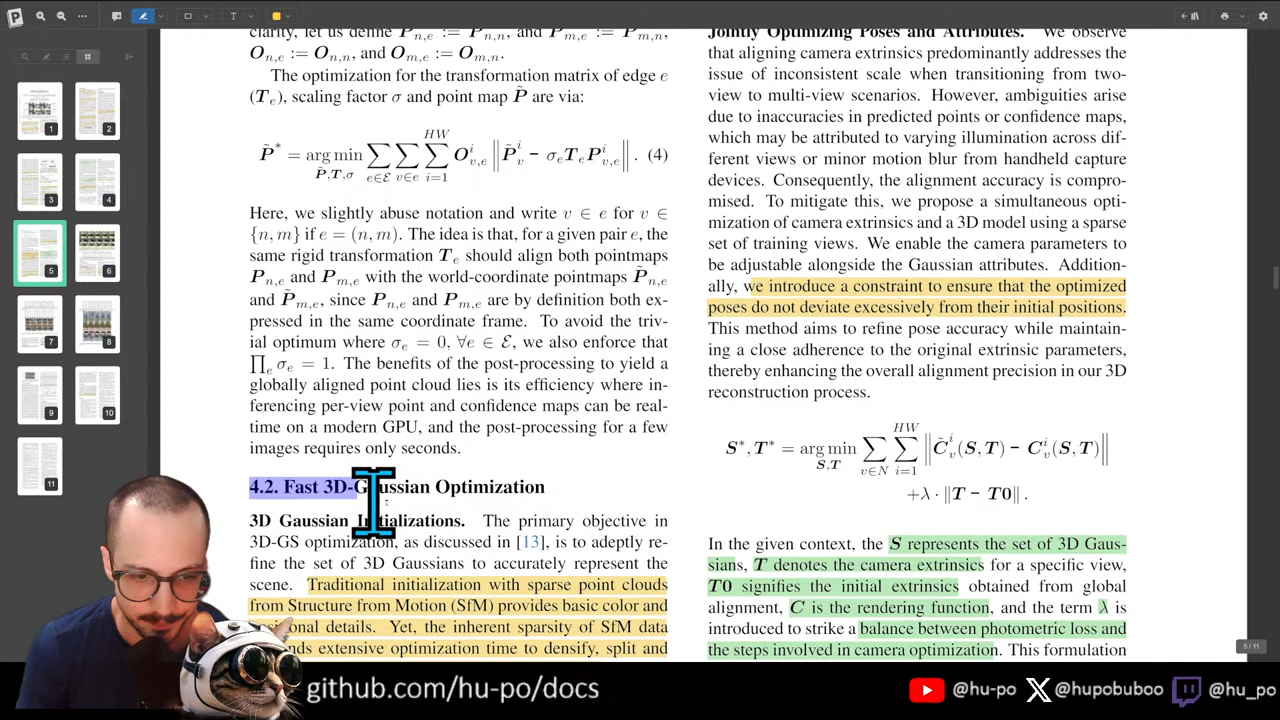 clarity, let us define P_{n,e} := P_{n,n}, and P_{m,e} := P_{m,n},
O_{n,e} := O_{n,n}, and O_{m,e} := O_{m,n}.
The optimization for the transformation matrix of edge e
(T_e), scaling factor σ and point map P̃ are via:
P̃* = arg min_{P̃,T,σ} ∑_{e∈ℰ} ∑_{v∈e} ∑_{i=1}^{HW} O^i_{v,e} ‖P̃^i_v − σ_e T_e P^i_{v,e}‖ . (4)
Here, we slightly abuse notation and write v ∈ e for v ∈
{n, m} if e = (n, m). The idea is that, for a given pair e, the
same rigid transformation T_e should align both pointmaps
P_{n,e} and P_{m,e} with the world-coordinate pointmaps P̃_{n,e}
and P̃_{m,e}, since P_{n,e} and P_{m,e} are by definition both ex-
pressed in the same coordinate frame. To avoid the triv-
ial optimum where σ_e = 0, ∀e ∈ ℰ, we also enforce that
∏_e σ_e = 1. The benefits of the post-processing to yield a
globally aligned point cloud lies is its efficiency where in-
ferencing per-view point and confidence maps can be real-
time on a modern GPU, and the post-processing for a few
images requires only seconds.
4.2. Fast 3D-Gaussian Optimization
3D Gaussian Initializations. The primary objective in
3D-GS optimization, as discussed in [13], is to adeptly re-
fine the set of 3D Gaussians to accurately represent the
scene. Traditional initialization with sparse point clouds
from Structure from Motion (SfM) provides basic color and
details. Yet, the inherent sparsity of SfM data
extensive optimization time to densify, split and
Jointly Optimizing Poses and Attributes. We observe
that aligning camera extrinsics predominantly addresses the
issue of inconsistent scale when transitioning from two-
view to multi-view scenarios. However, ambiguities arise
due to inaccuracies in predicted points or confidence maps,
which may be attributed to varying illumination across dif-
ferent views or minor motion blur from handheld capture
devices. Consequently, the alignment accuracy is compro-
mised. To mitigate this, we propose a simultaneous opti-
mization of camera extrinsics and a 3D model using a sparse
set of training views. We enable the camera parameters to
be adjustable alongside the Gaussian attributes. Addition-
ally, we introduce a constraint to ensure that the optimized
poses do not deviate excessively from their initial positions.
This method aims to refine pose accuracy while maintain-
ing a close adherence to the original extrinsic parameters,
thereby enhancing the overall alignment precision in our 3D
reconstruction process.
S*, T* = arg min_{S,T} ∑_{v∈N} ∑_{i=1}^{HW} ‖C̃^i_v(S, T) − C^i_v(S, T)‖
+λ · ‖T − T0‖ .
In the given context, the S represents the set of 3D Gaus-
sians, T denotes the camera extrinsics for a specific view,
T0 signifies the initial extrinsics obtained from global
alignment, C is the rendering function, and the term λ is
introduced to strike a balance between photometric loss and
the steps involved in camera optimization. This formulation
1
2
3
4
5
6
7
8
9
10
11
5 / 11
github.com/hu-po/docs
@hu-po
@hupobuboo
@hu_po